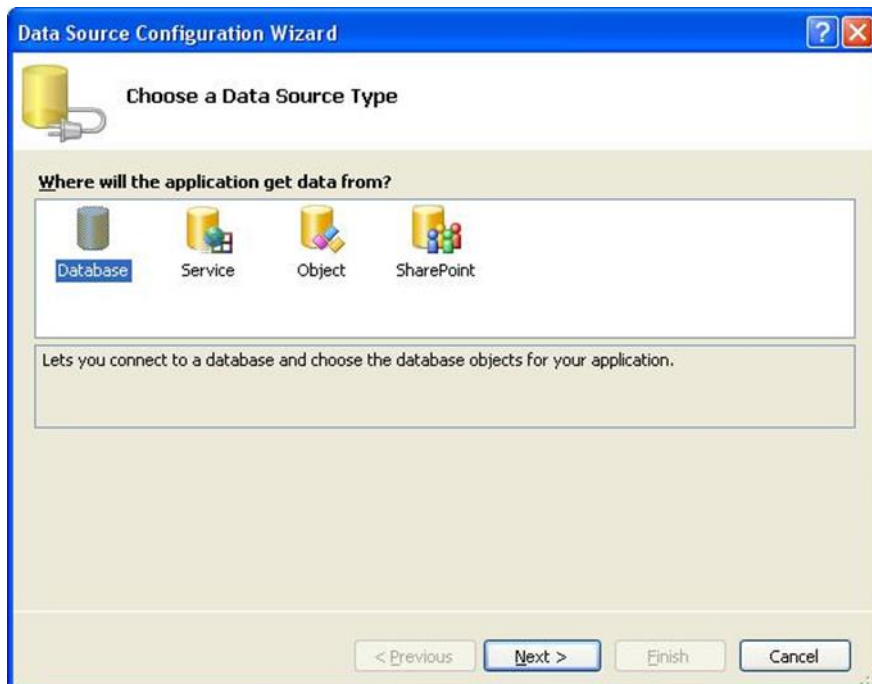 Data Source Configuration Wizard
Choose a Data Source Type
Where will the application get data from?
Database Service Object SharePoint
Lets you connect to a database and choose the database objects for your application.
< Previous Next > Finish Cancel